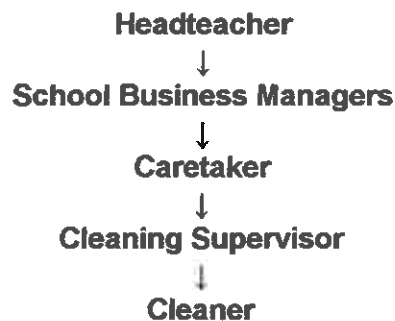 Headteacher
↓
School Business Managers
↓
Caretaker
↓
Cleaning Supervisor
↓
Cleaner